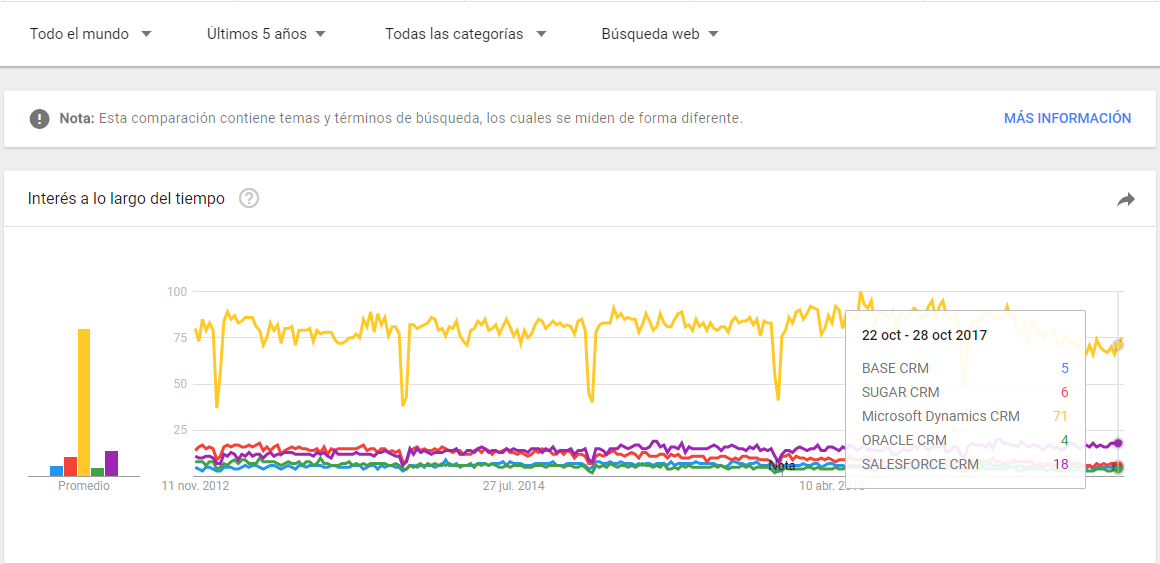 Todo el mundo Últimos 5 años Todas las categorías Búsqueda web
Nota: Esta comparación contiene temas y términos de búsqueda, los cuales se miden de forma diferente. MÁS INFORMACIÓN
Interés a lo largo del tiempo ?
100
75
50
25
Promedio
11 nov. 2012 27 jul. 2014 10 abr.
Nota
22 oct - 28 oct 2017
BASE CRM 5
SUGAR CRM 6
Microsoft Dynamics CRM 71
ORACLE CRM 4
SALESFORCE CRM 18